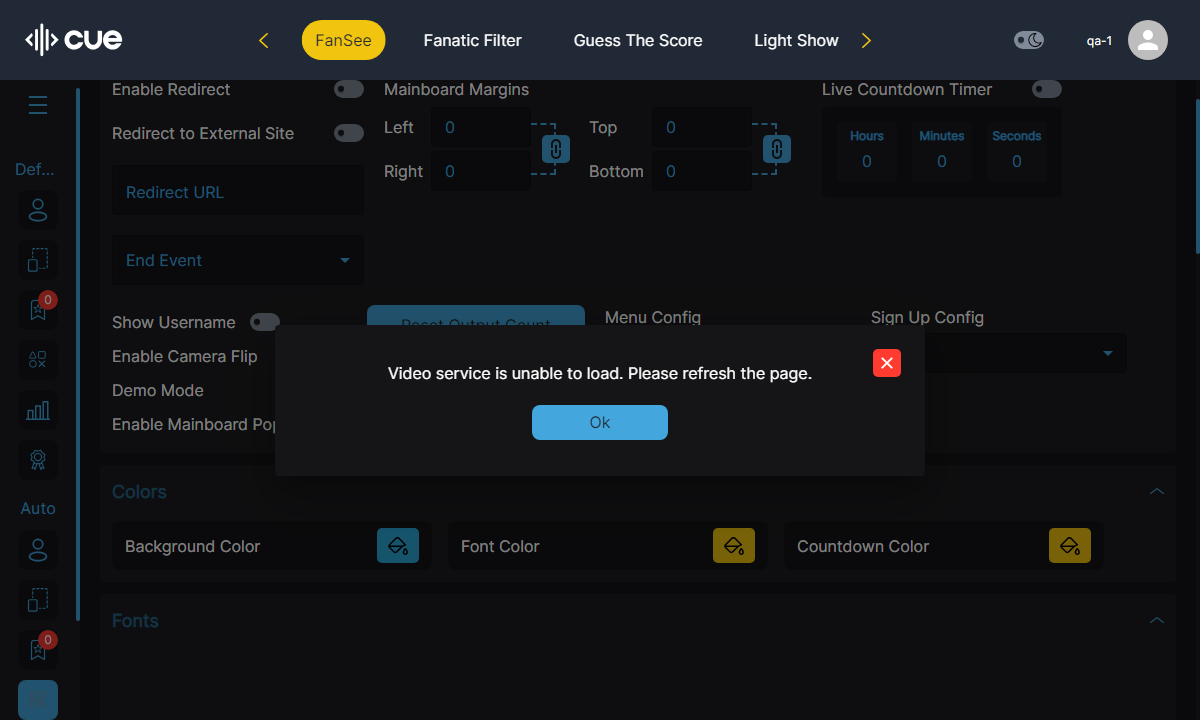 cue
FanSee
Fanatic Filter
Guess The Score
Light Show
qa-1
Def...
0
Auto
0
Enable Redirect
Redirect to External Site
Redirect URL
End Event
Show Username
Enable Camera Flip
Demo Mode
Enable Mainboard Pop
Mainboard Margins
Left
0
Right
0
Top
0
Bottom
0
Live Countdown Timer
Hours
Minutes
Seconds
0
0
0
Reset Output Count
Menu Config
Sign Up Config
Video service is unable to load. Please refresh the page.
Ok
Colors
Background Color
Font Color
Countdown Color
Fonts